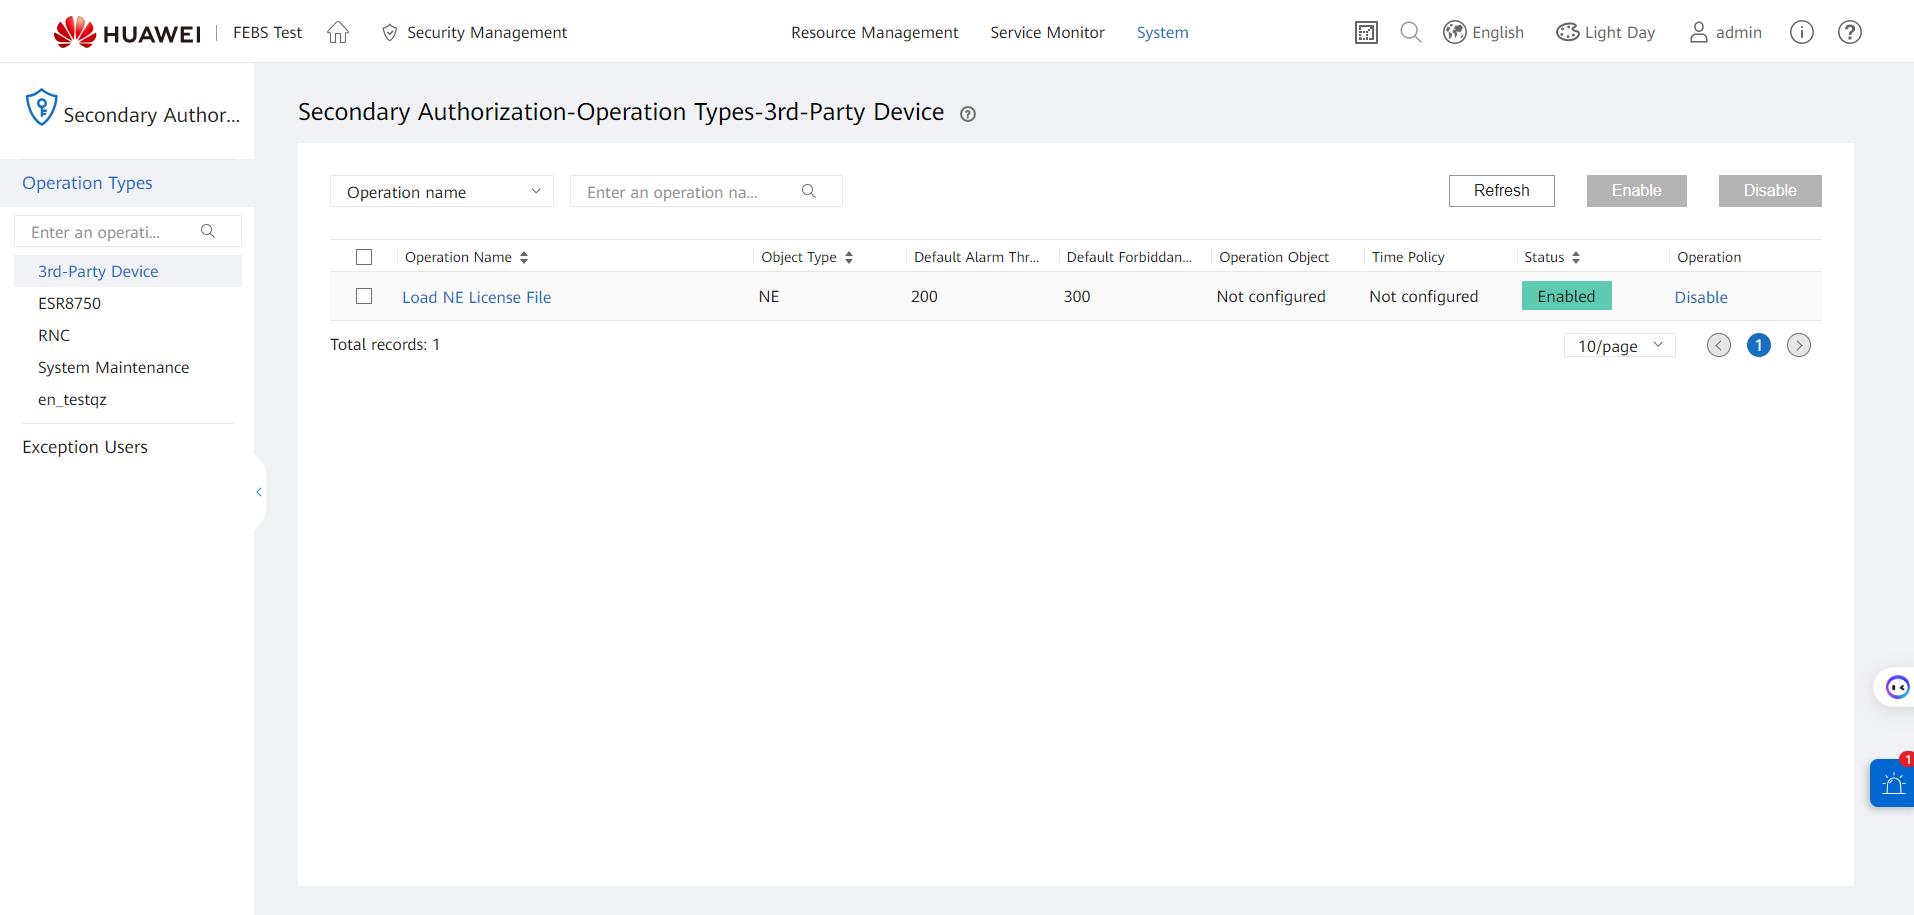 HUAWEI FEBS Test Security Management Resource Management Service Monitor System English Light Day admin
Secondary Author...
Operation Types
Enter an operati...
3rd-Party Device
ESR8750
RNC
System Maintenance
en_testqz
Exception Users
Secondary Authorization-Operation Types-3rd-Party Device
Operation name Enter an operation na... Refresh Enable Disable
Operation Name Object Type Default Alarm Thr... Default Forbiddan... Operation Object Time Policy Status Operation
Load NE License File NE 200 300 Not configured Not configured Enabled Disable
Total records: 1 10/page 1
1